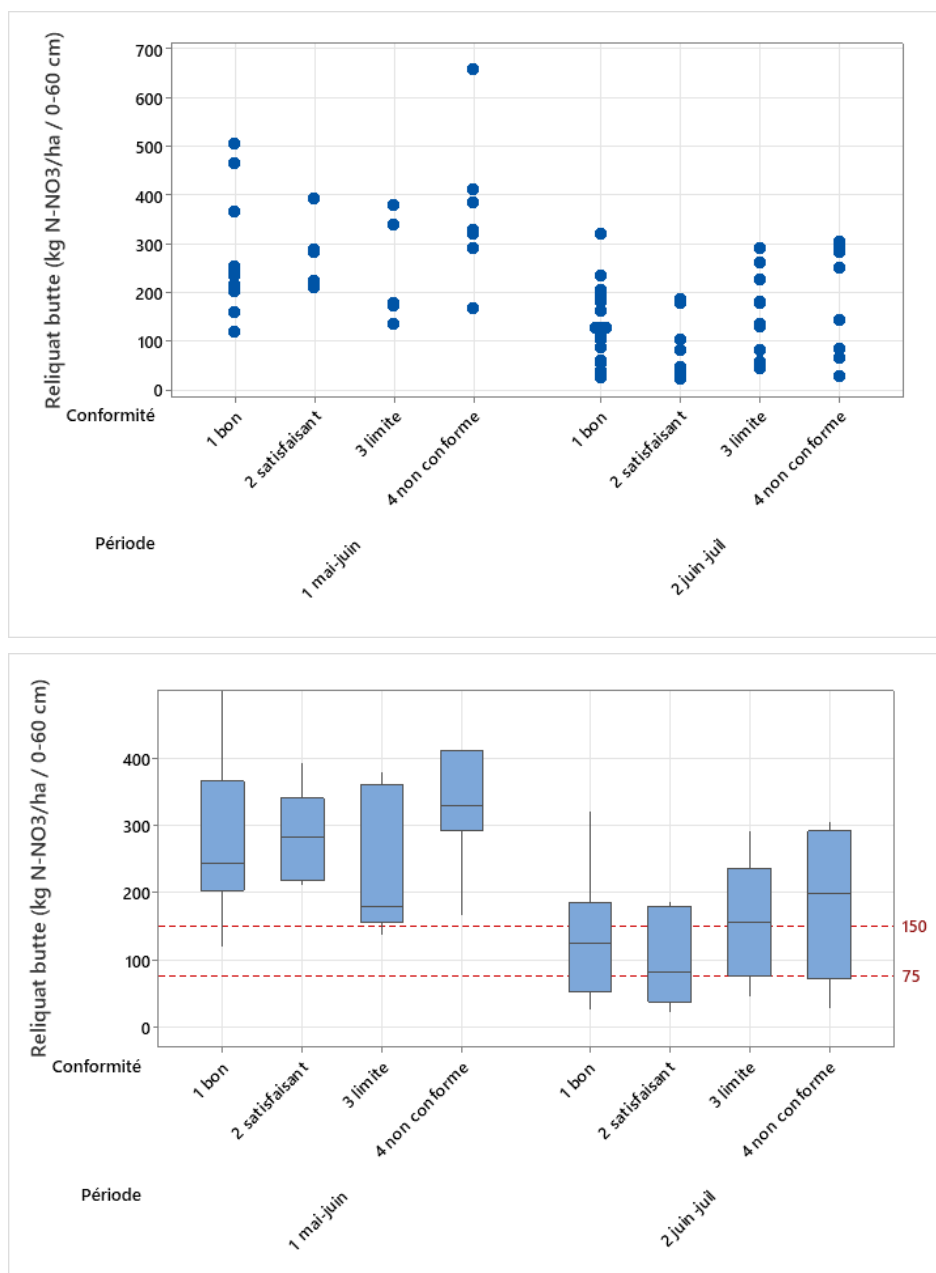 Reliquat butte (kg N-NO3/ha / 0-60 cm)
700
600
500
400
300
200
100
0
Conformité
1 bon
2 satisfaisant
3 limite
4 non conforme
1 bon
2 satisfaisant
3 limite
4 non conforme
Période
1 mai-juin
2 juin-juil
Reliquat butte (kg N-NO3/ha / 0-60 cm)
400
300
200
100
0
150
75
Conformité
1 bon
2 satisfaisant
3 limite
4 non conforme
1 bon
2 satisfaisant
3 limite
4 non conforme
Période
1 mai-juin
2 juin-juil